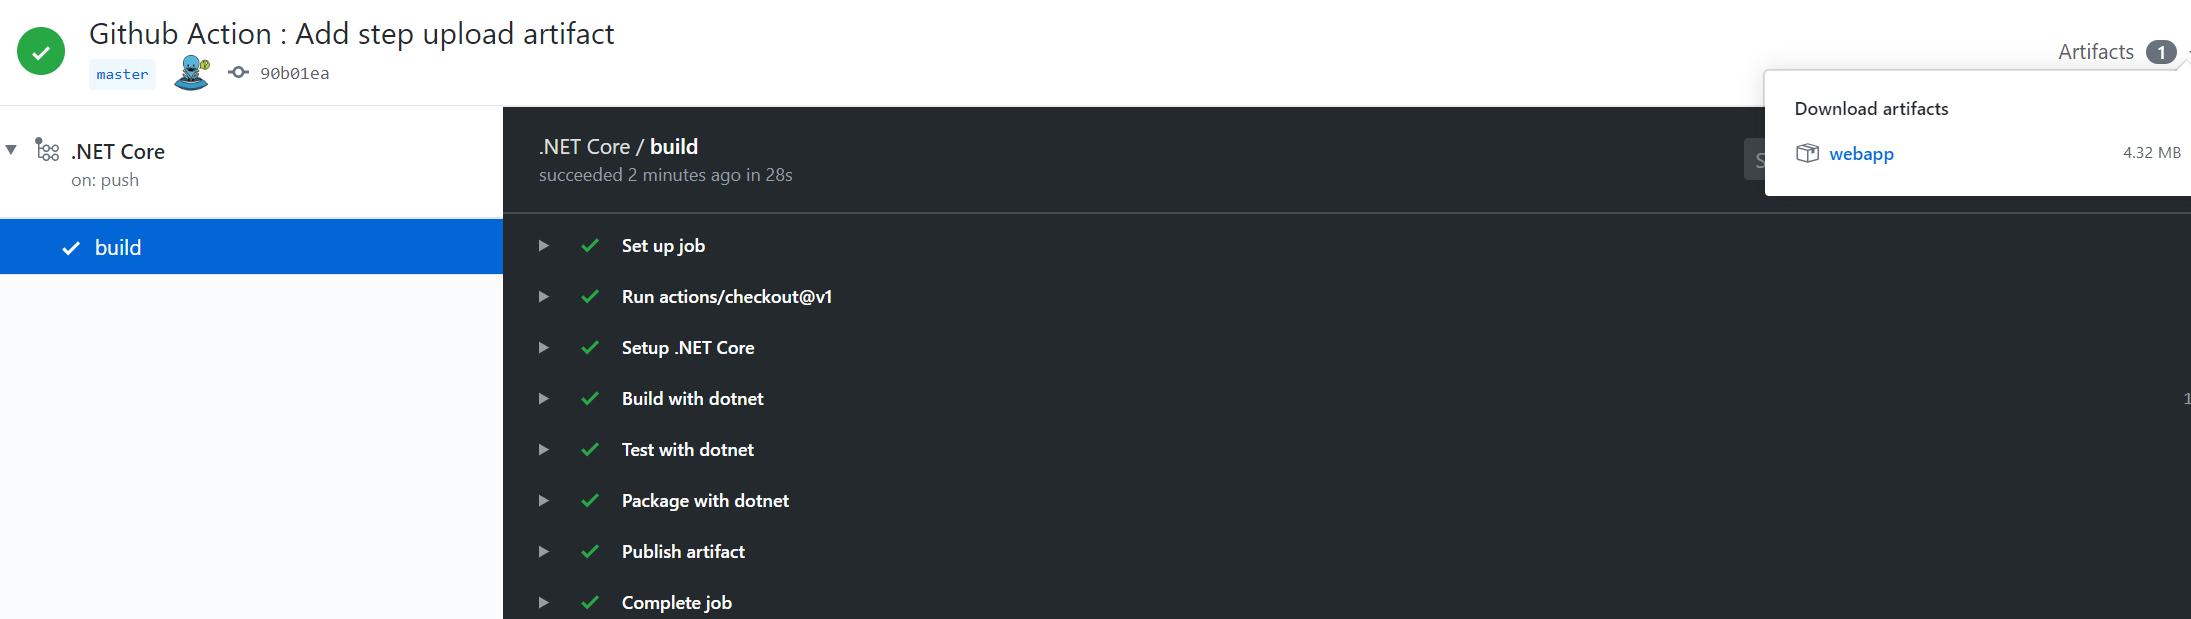 Github Action : Add step upload artifact
master 90b01ea
Artifacts 1
Download artifacts
webapp 4.32 MB
.NET Core
on: push
build
.NET Core / build
succeeded 2 minutes ago in 28s
Set up job
Run actions/checkout@v1
Setup .NET Core
Build with dotnet
Test with dotnet
Package with dotnet
Publish artifact
Complete job